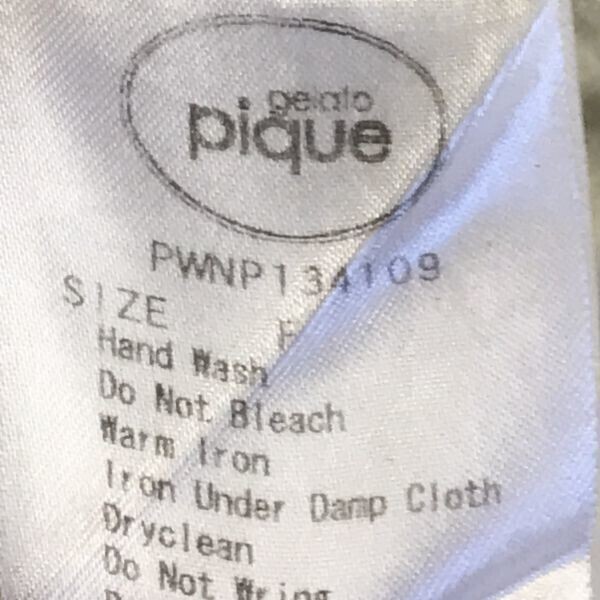 gelato
pique
PWNP134109
SIZE F
Hand Wash
Do Not Bleach
Warm Iron
Iron Under Damp Cloth
Dryclean
Do Not Wring